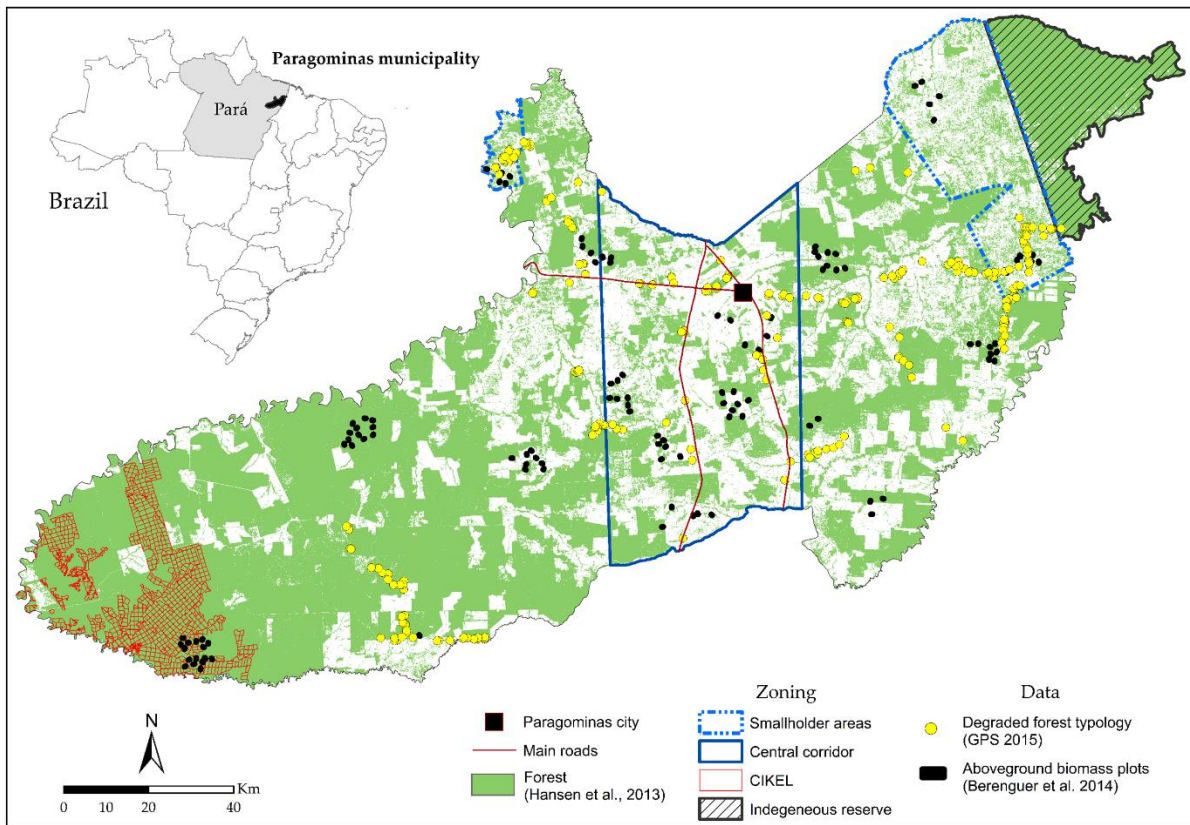 Paragominas municipality
Pará
Brazil
N
Km
0 10 20 40
Paragominas city
Main roads
Forest
(Hansen et al., 2013)
Zoning
Smallholder areas
Central corridor
CIKEL
Indegeneous reserve
Data
Degraded forest typology
(GPS 2015)
Aboveground biomass plots
(Berenguer et al. 2014)